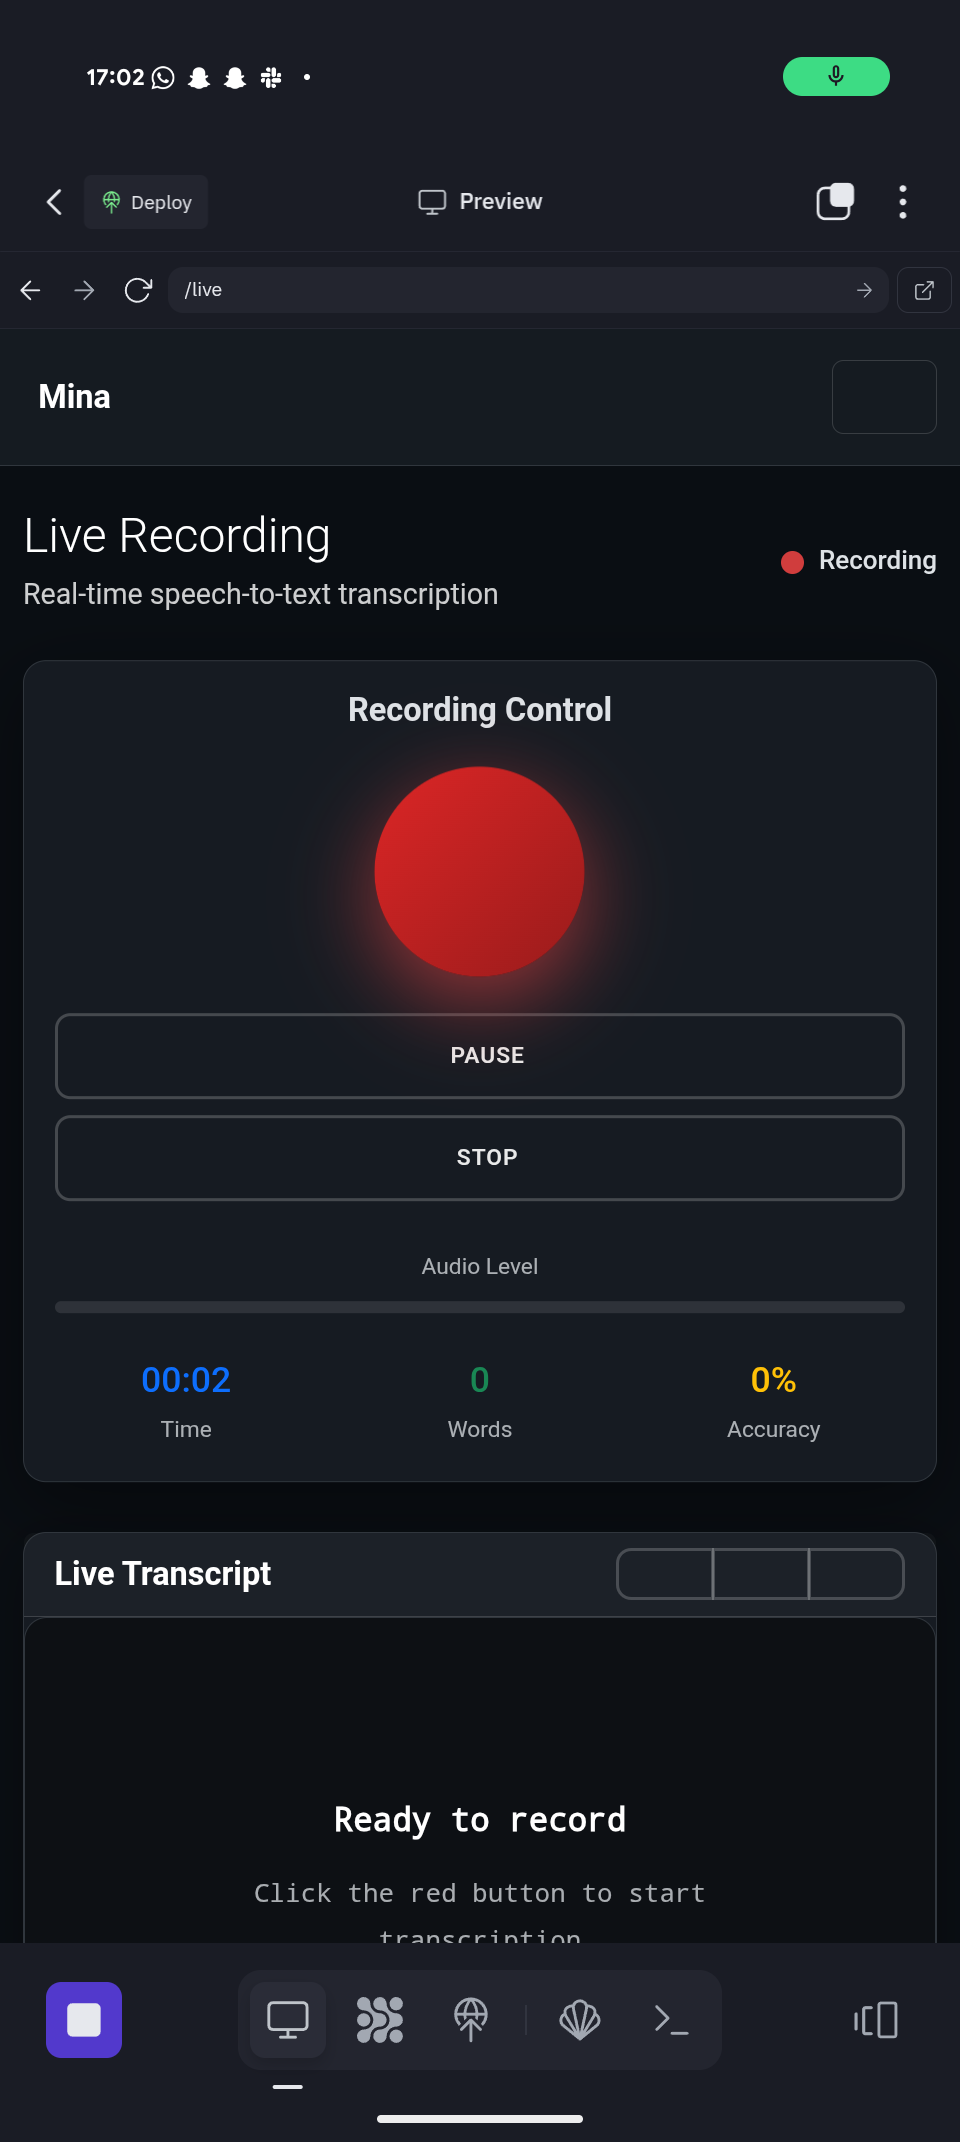 17:02
Deploy
Preview
/live
Mina
Live Recording
Recording
Real-time speech-to-text transcription
Recording Control
PAUSE
STOP
Audio Level
00:02 0 0%
Time Words Accuracy
Live Transcript
Ready to record
Click the red button to start
transcription